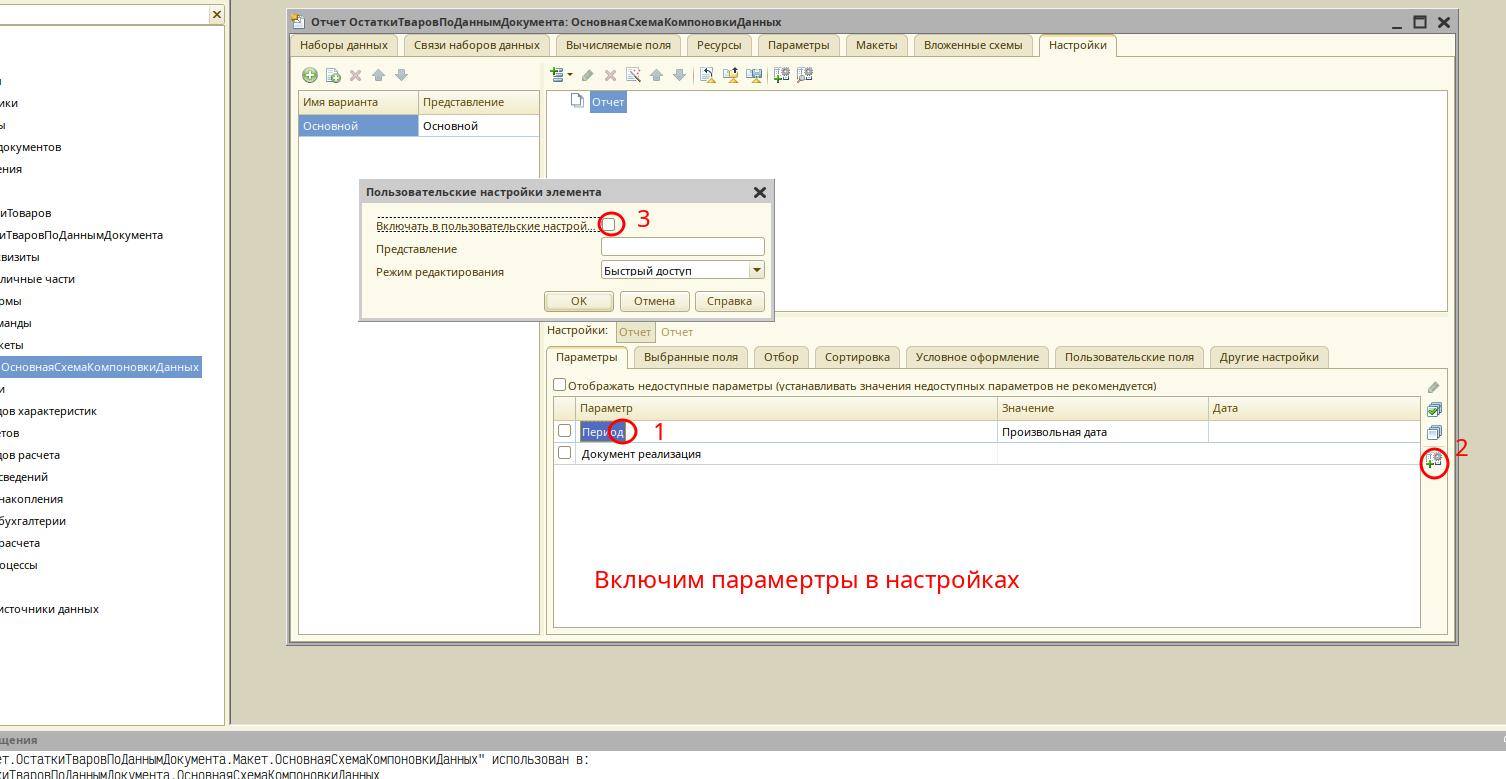 Отчет ОстаткиТваровПоДаннымДокумента: ОсновнаяСхемаКомпоновкиДанных
Наборы данных
Связи наборов данных
Вычисляемые поля
Ресурсы
Параметры
Макеты
Вложенные схемы
Настройки
Имя варианта
Представление
Основной
Основной
Отчет
ики
ы
документов
ения
иТоваров
иТваровПоДаннымДокумента
квизиты
личные части
рмы
манды
кеты
ОсновнаяСхемаКомпоновкиДанных
и
дов характеристик
етов
дов расчета
сведений
накопления
бухгалтерии
расчета
оцессы
источники данных
Пользовательские настройки элемента
Включать в пользовательские настрой...
3
Представление
Режим редактирования
Быстрый доступ
OK
Отмена
Справка
Настройки:
Отчет
Отчет
Параметры
Выбранные поля
Отбор
Сортировка
Условное оформление
Пользовательские поля
Другие настройки
Отображать недоступные параметры (устанавливать значения недоступных параметров не рекомендуется)
Параметр
Значение
Дата
Период
1
Произвольная дата
2
Документ реализация
Включим парамертры в настройках
щения
ет.ОстаткиТваровПоДаннымДокумента.Макет.ОсновнаяСхемаКомпоновкиДанных" использован в:
киТваровПоДаннымДокумента.ОсновнаяСхемаКомпоновкиДанных